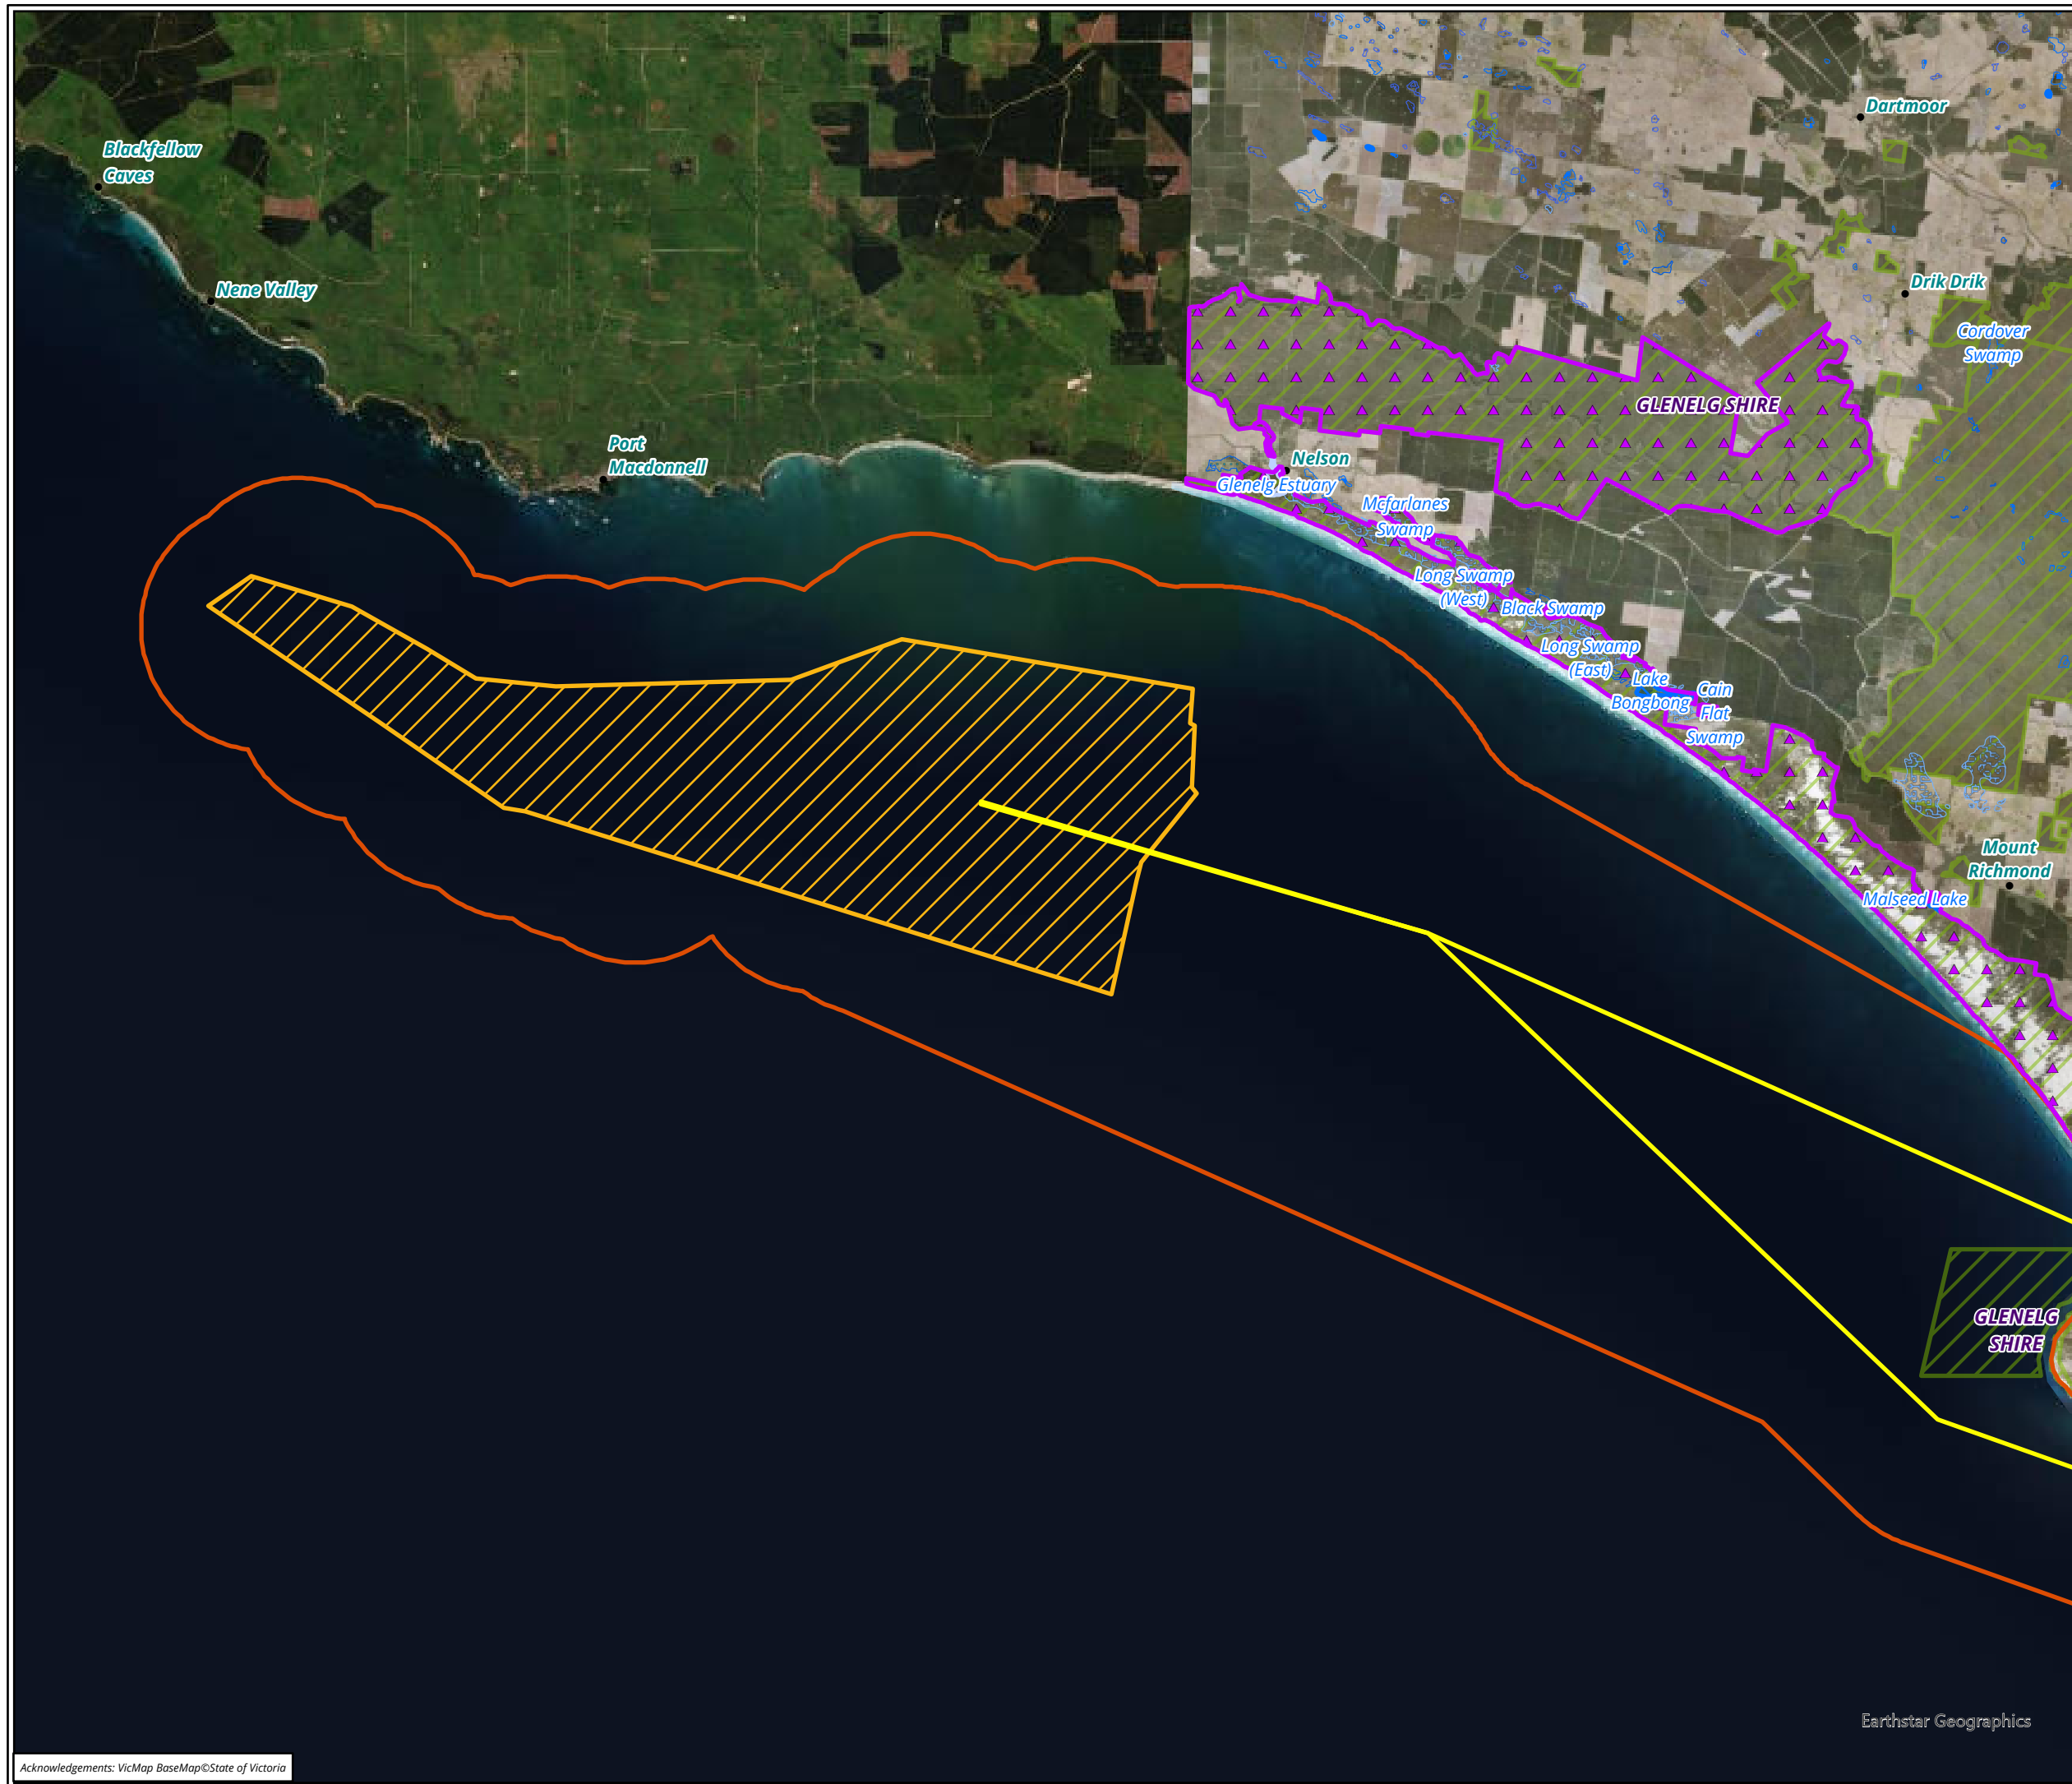 Dartmoor
Blackfellow
Caves
Nene Valley
Drik Drik
Cordover
Swamp
GLENELG SHIRE
Port
Macdonnell
Nelson
Glenelg Estuary
Mcfarlanes
Swamp
Long Swamp
(West)
Black Swamp
Long Swamp
(East)
Lake
Bongbong
Cain
Flat
Swamp
Mount
Richmond
Malseed Lake
GLENELG
SHIRE
Earthstar Geographics
Acknowledgements: VicMap BaseMap©State of Victoria